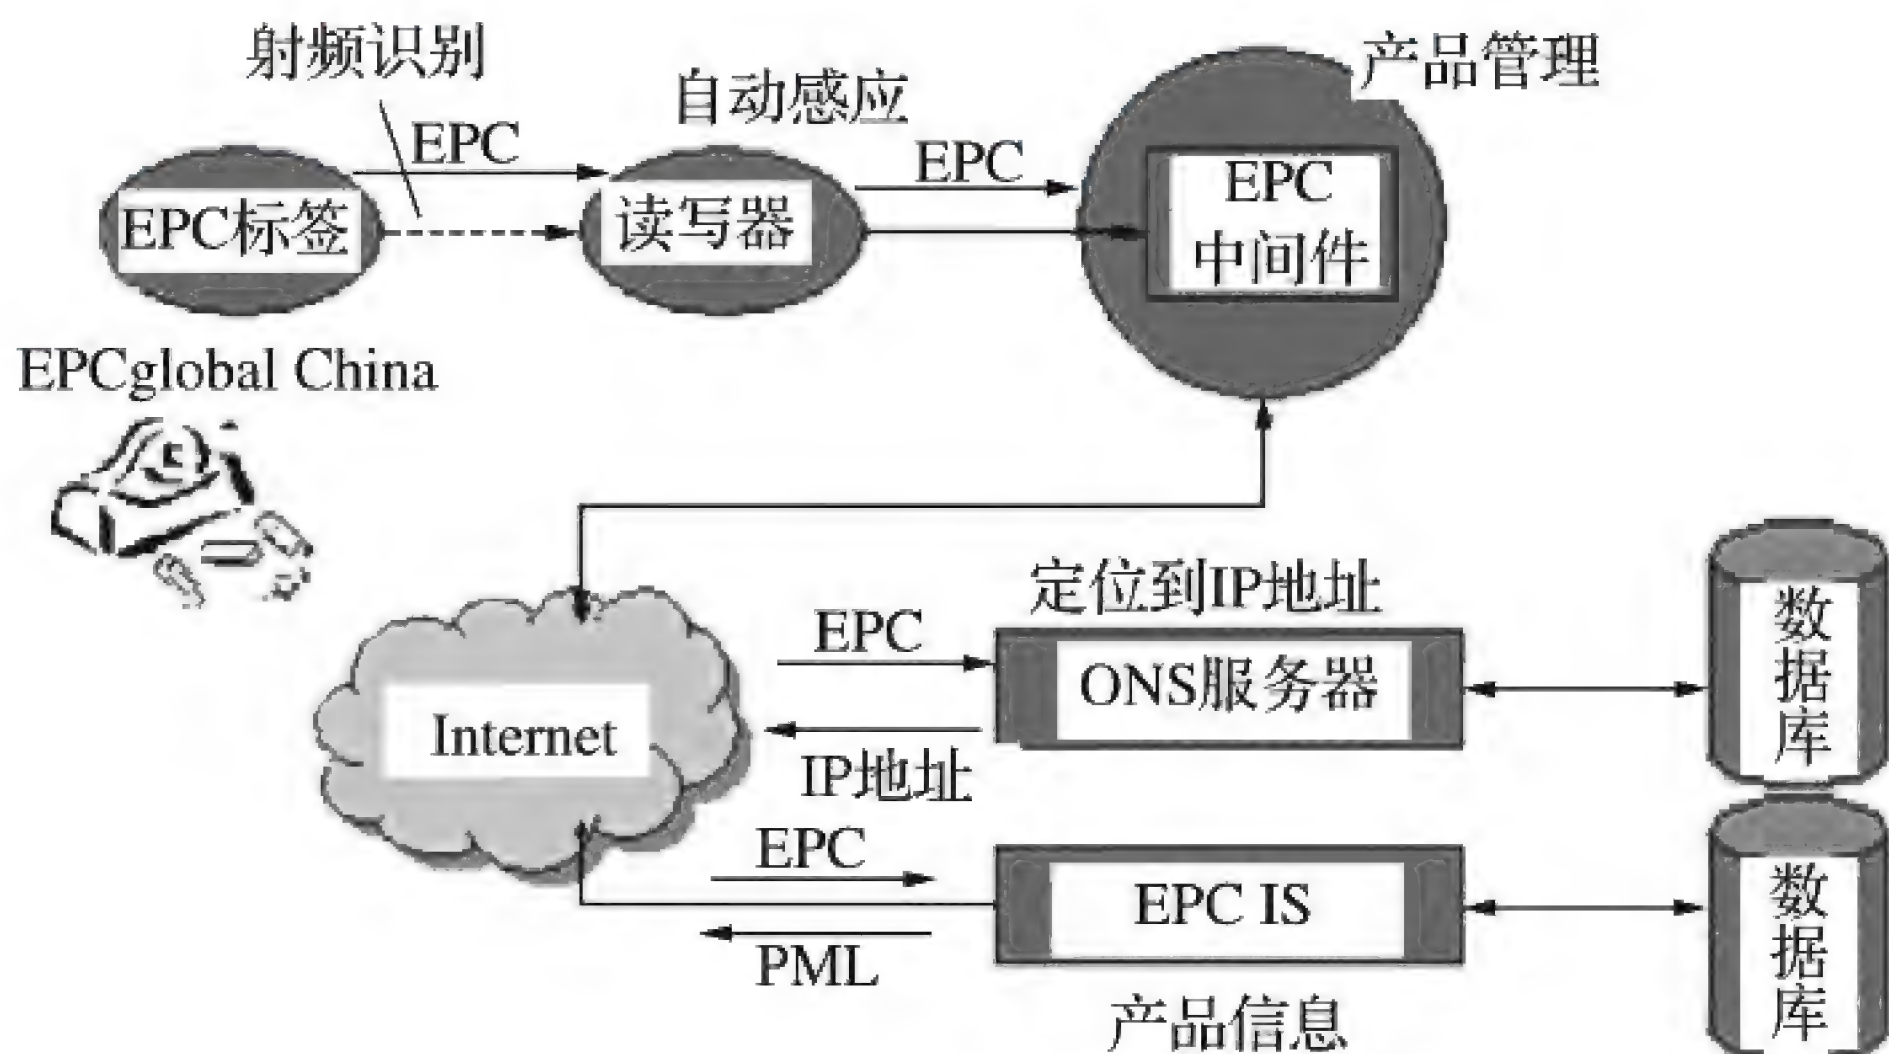 射频识别
产品管理
自动感应
EPC
EPC
EPC标签
读写器
EPC
中间件
EPCglobal China
定位到IP地址
EPC
ONS服务器
数据库
Internet
IP地址
EPC
EPC IS
数据库
PML
产品信息